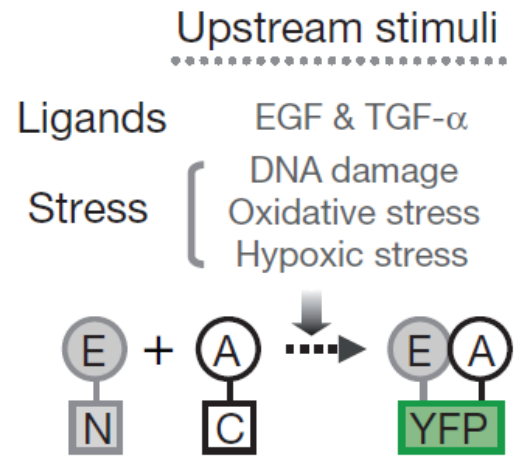 Upstream stimuli
Ligands EGF & TGF-α
DNA damage
Stress Oxidative stress
Hypoxic stress
E + A E A
N C YFP